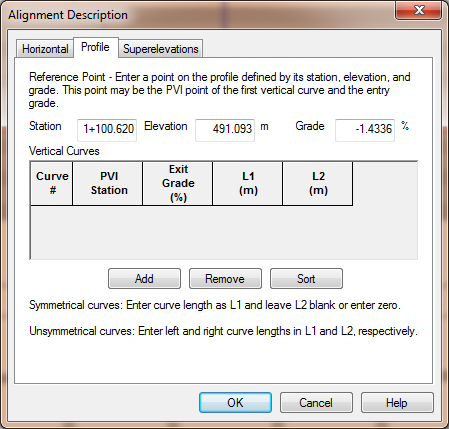 Alignment Description
Horizontal Profile Superelevations
Reference Point - Enter a point on the profile defined by its station, elevation, and
grade. This point may be the PVI point of the first vertical curve and the entry
grade.
Station 1+100.620 Elevation 491.093 m Grade -1.4336 %
Vertical Curves
Curve # PVI Station Exit Grade (%) L1 (m) L2 (m)
Add Remove Sort
Symmetrical curves: Enter curve length as L1 and leave L2 blank or enter zero.
Unsymmetrical curves: Enter left and right curve lengths in L1 and L2, respectively.
OK Cancel Help